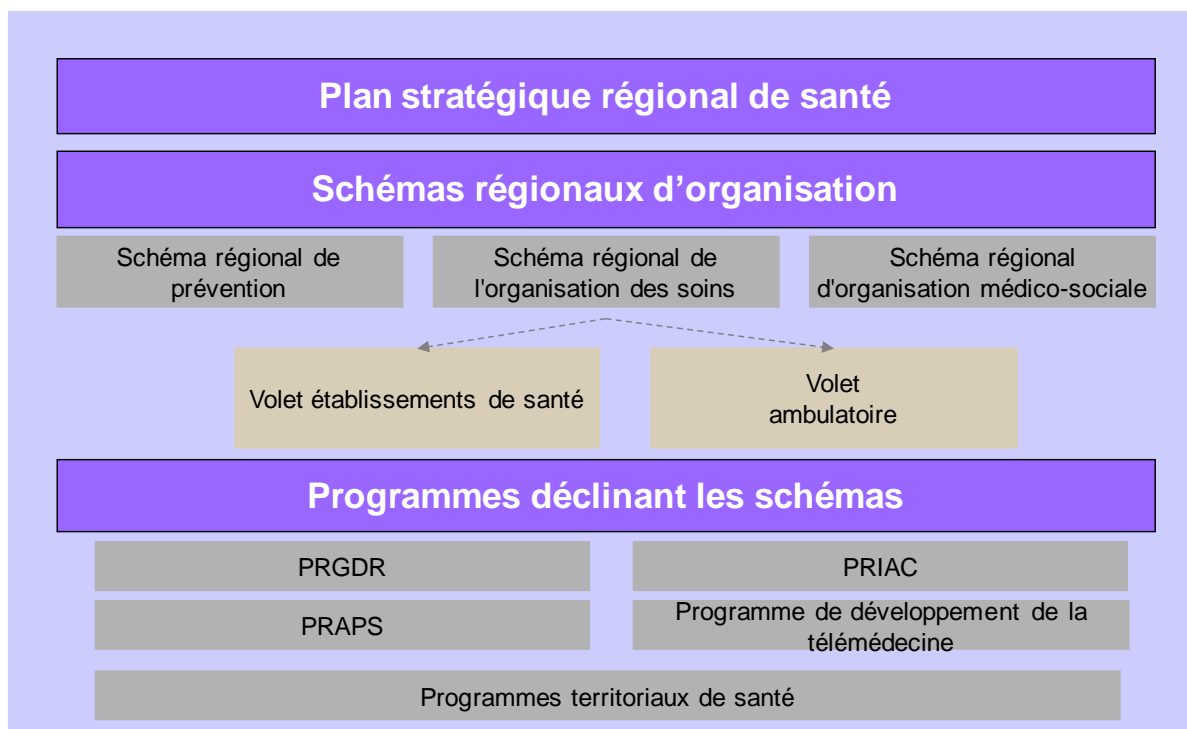 Plan stratégique régional de santé
Schémas régionaux d’organisation
Schéma régional de
prévention
Schéma régional de
l'organisation des soins
Schéma régional
d'organisation médico-sociale
Volet établissements de santé
Volet
ambulatoire
Programmes déclinant les schémas
PRGDR
PRIAC
PRAPS
Programme de développement de la
télémédecine
Programmes territoriaux de santé